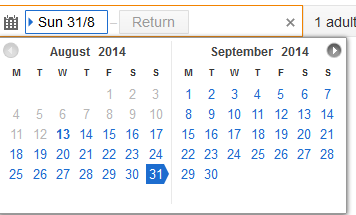 Sun 31/8 – Return × 1 adult
August 2014 September 2014
M T W T F S S M T W T F S S
1 2 3 1 2 3 4 5 6 7
4 5 6 7 8 9 10 8 9 10 11 12 13 14
11 12 13 14 15 16 17 15 16 17 18 19 20 21
18 19 20 21 22 23 24 22 23 24 25 26 27 28
25 26 27 28 29 30 31 29 30